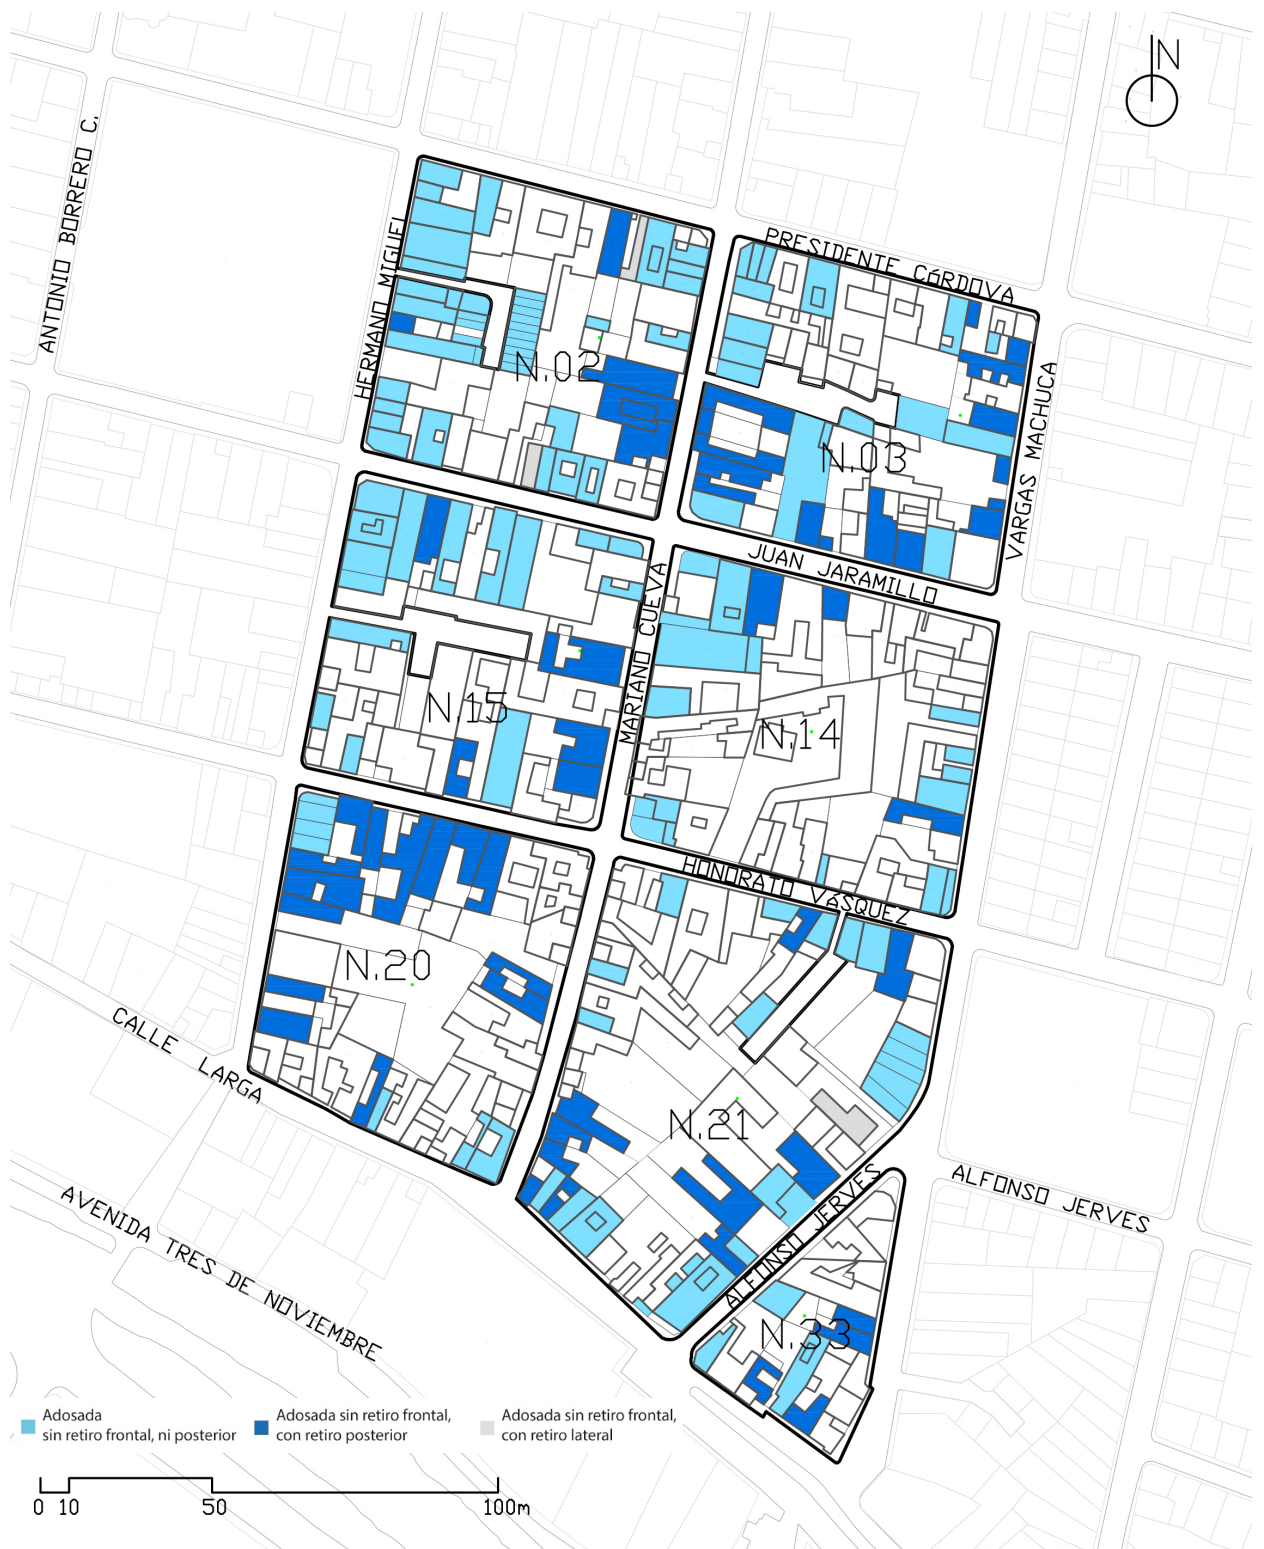 N
ANTONIO BORRERO C.
HERMANO MIGUEL
PRESIDENTE CóRDOVA
N.02
N.03
VARGAS MACHUCA
JUAN JARAMILLO
MARIANO CUEVA
N.15
N.14
HONORATO VÁSQUEZ
N.20
CALLE LARGA
N.21
ALFONSO JERVES
ALFONSO JERVES
AVENIDA TRES DE NOVIEMBRE
N.33
Adosada
sin retiro frontal, ni posterior
Adosada sin retiro frontal,
con retiro posterior
Adosada sin retiro frontal,
con retiro lateral
0 10 50 100m